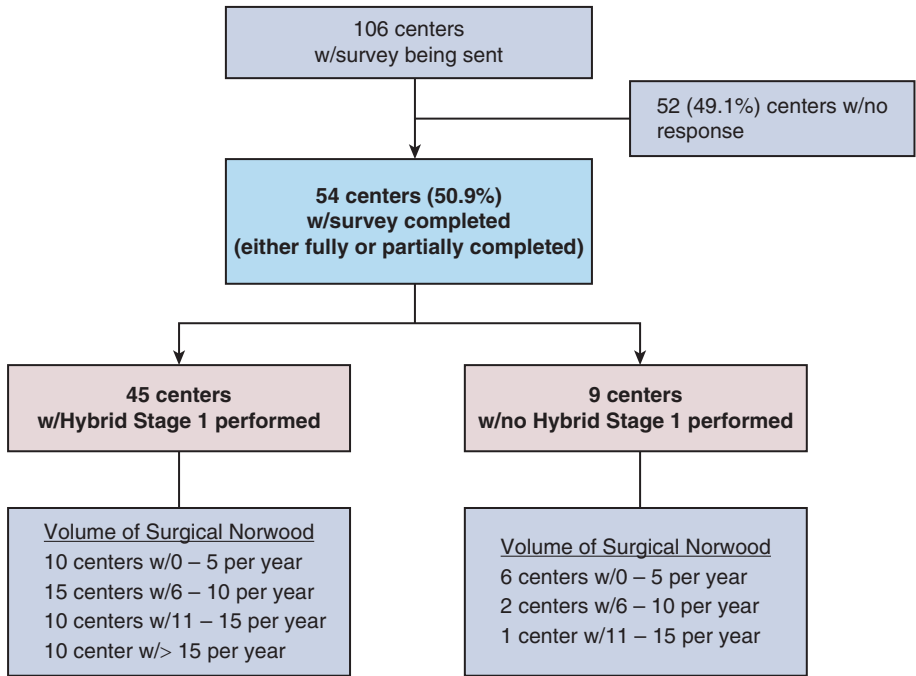 106 centers
w/survey being sent
52 (49.1%) centers w/no
response
54 centers (50.9%)
w/survey completed
(either fully or partially completed)
45 centers
w/Hybrid Stage 1 performed
9 centers
w/no Hybrid Stage 1 performed
Volume of Surgical Norwood
10 centers w/0 – 5 per year
15 centers w/6 – 10 per year
10 centers w/11 – 15 per year
10 center w/> 15 per year
Volume of Surgical Norwood
6 centers w/0 – 5 per year
2 centers w/6 – 10 per year
1 center w/11 – 15 per year